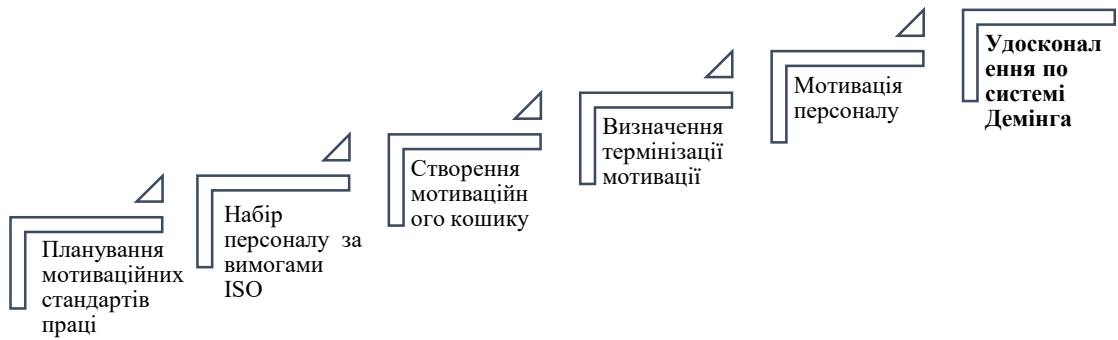 Планування
мотиваційних
стандартів
праці
Набір
персоналу за
вимогами
ISO
Створення
мотиваційн
ого кошику
Визначення
термінізації
мотивації
Мотивація
персоналу
Удосконал
ення по
системі
Демінга